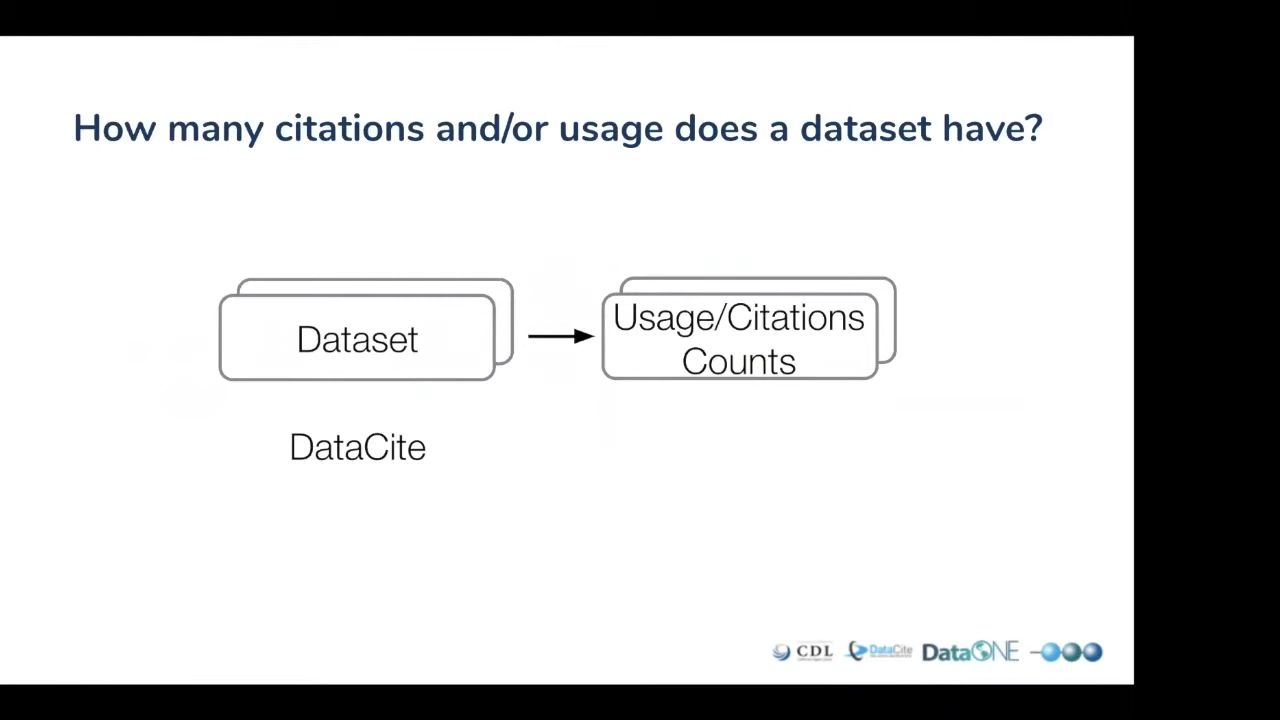 How many citations and/or usage does a dataset have?
Dataset
Usage/Citations
Counts
DataCite
CDL
DataCite
DataONE